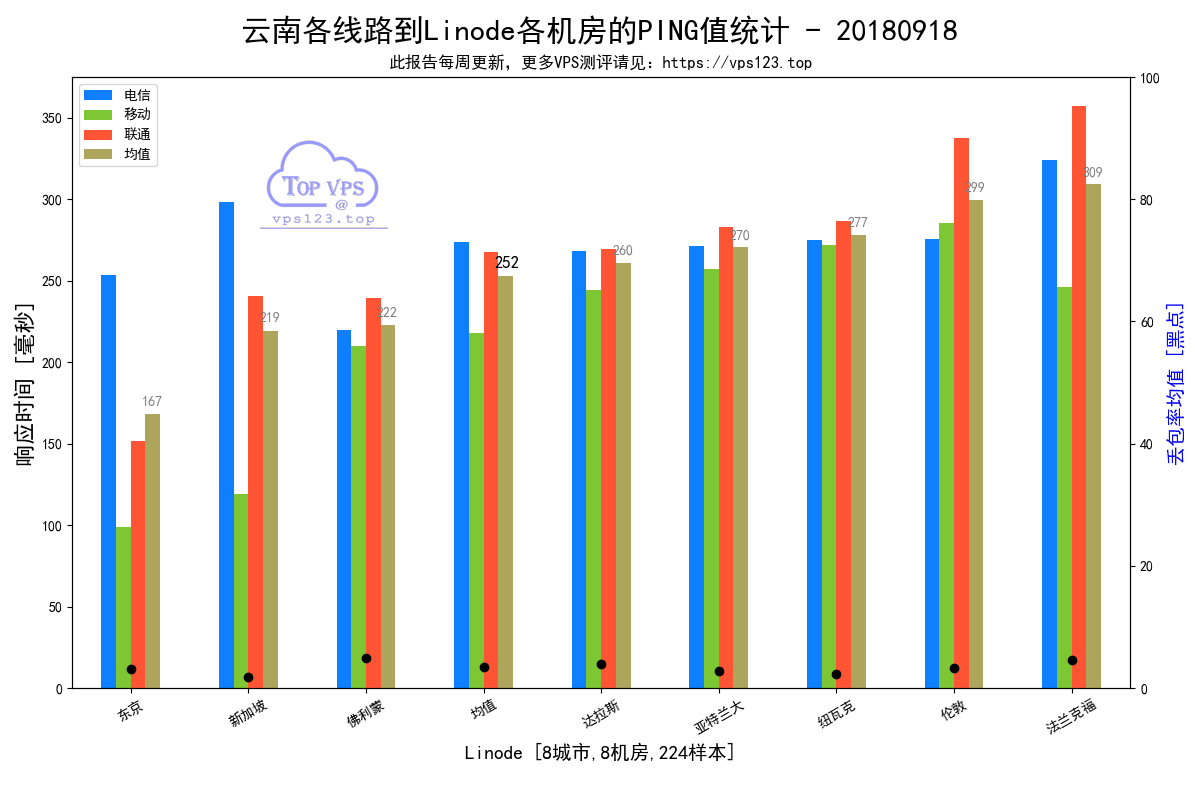 云南各线路到Linode各机房的PING值统计 - 20180918
此报告每周更新，更多VPS测评请见：https://vps123.top
电信
移动
联通
均值
TOP VPS
@
vps123.top
响应时间 [毫秒]
350
300
250
200
150
100
50
0
167
219
222
252
260
270
277
299
309
100
80
60
40
20
0
丢包率均值 [黑点]
东京
新加坡
佛利蒙
均值
达拉斯
亚特兰大
纽瓦克
伦敦
法兰克福
Linode [8城市,8机房,224样本]